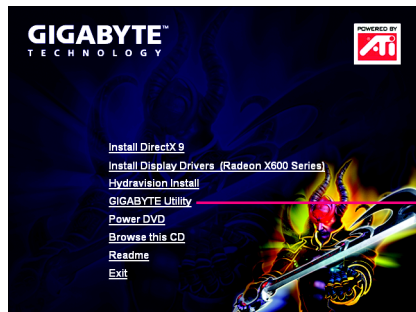 GIGABYTE™
TECHNOLOGY
POWERED BY
ATI
Install DirectX 9
Install Display Drivers (Radeon X600 Series)
Hydravision Install
GIGABYTE Utility
Power DVD
Browse this CD
Readme
Exit